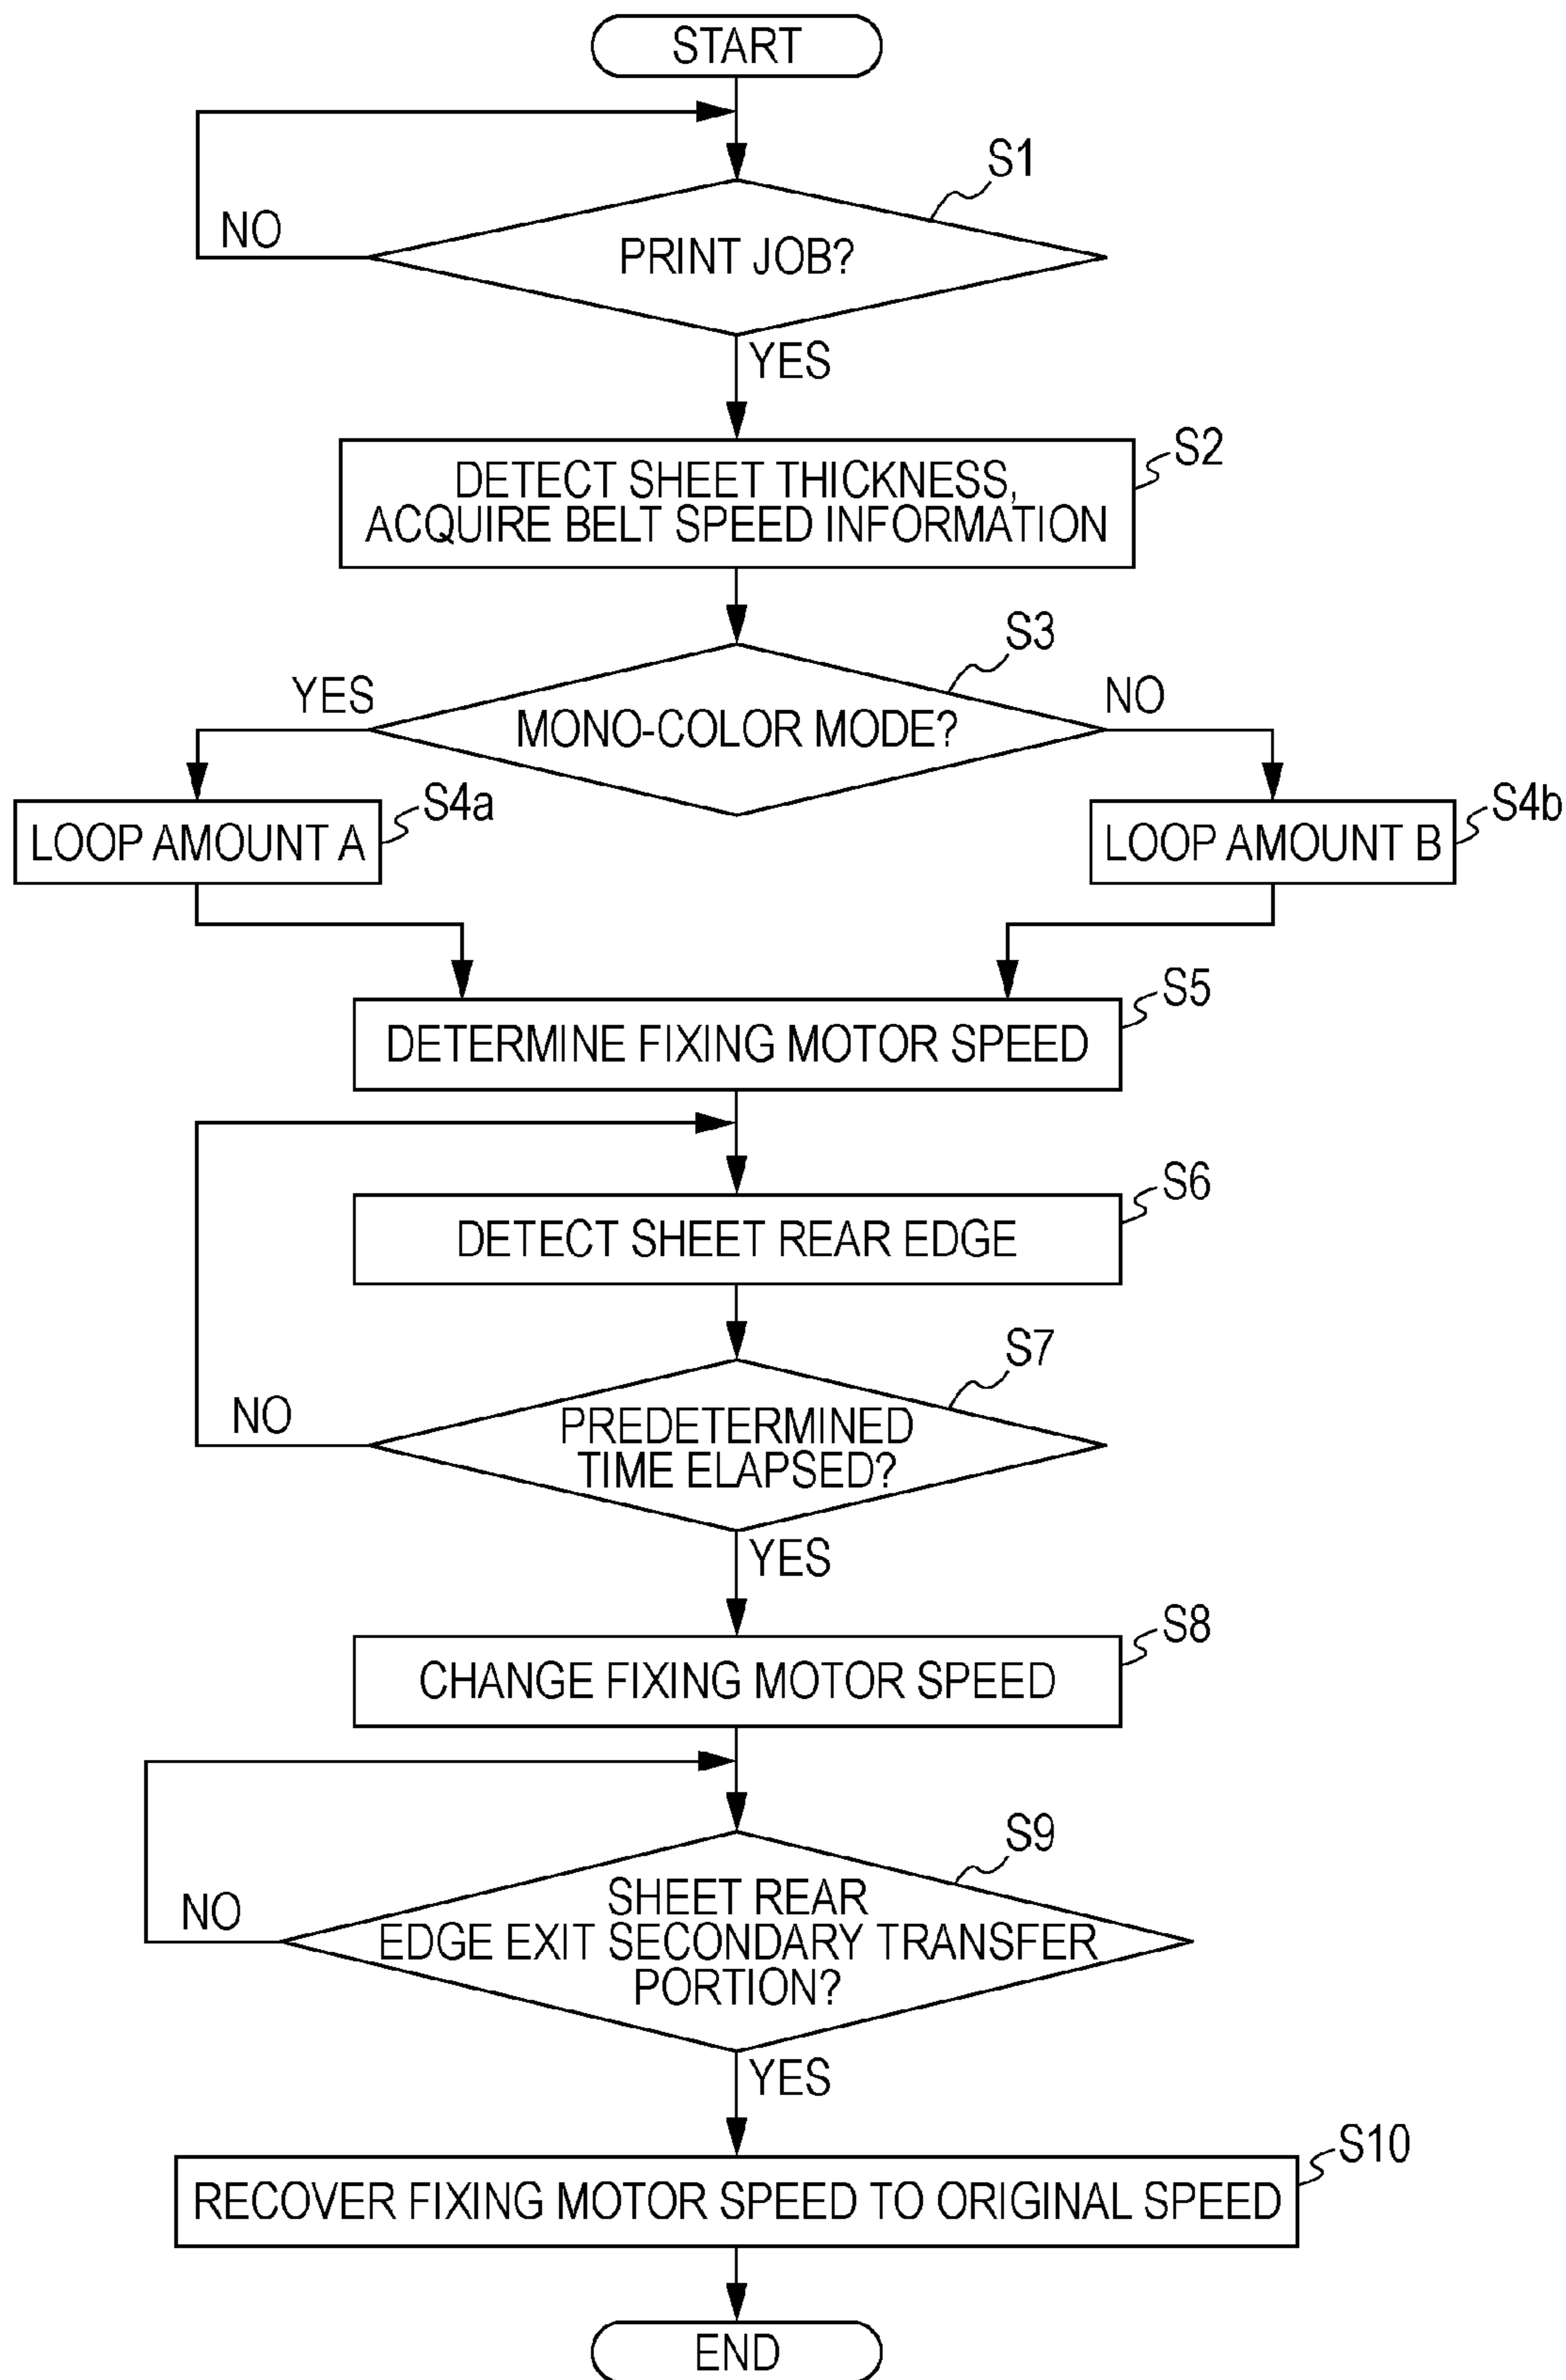 START
S1
NO
PRINT JOB?
YES
S2
DETECT SHEET THICKNESS,
ACQUIRE BELT SPEED INFORMATION
S3
YES
NO
MONO-COLOR MODE?
S4a
S4b
LOOP AMOUNT A
LOOP AMOUNT B
S5
DETERMINE FIXING MOTOR SPEED
S6
DETECT SHEET REAR EDGE
S7
NO
PREDETERMINED
TIME ELAPSED?
YES
S8
CHANGE FIXING MOTOR SPEED
S9
NO
SHEET REAR
EDGE EXIT SECONDARY TRANSFER
PORTION?
YES
S10
RECOVER FIXING MOTOR SPEED TO ORIGINAL SPEED
END